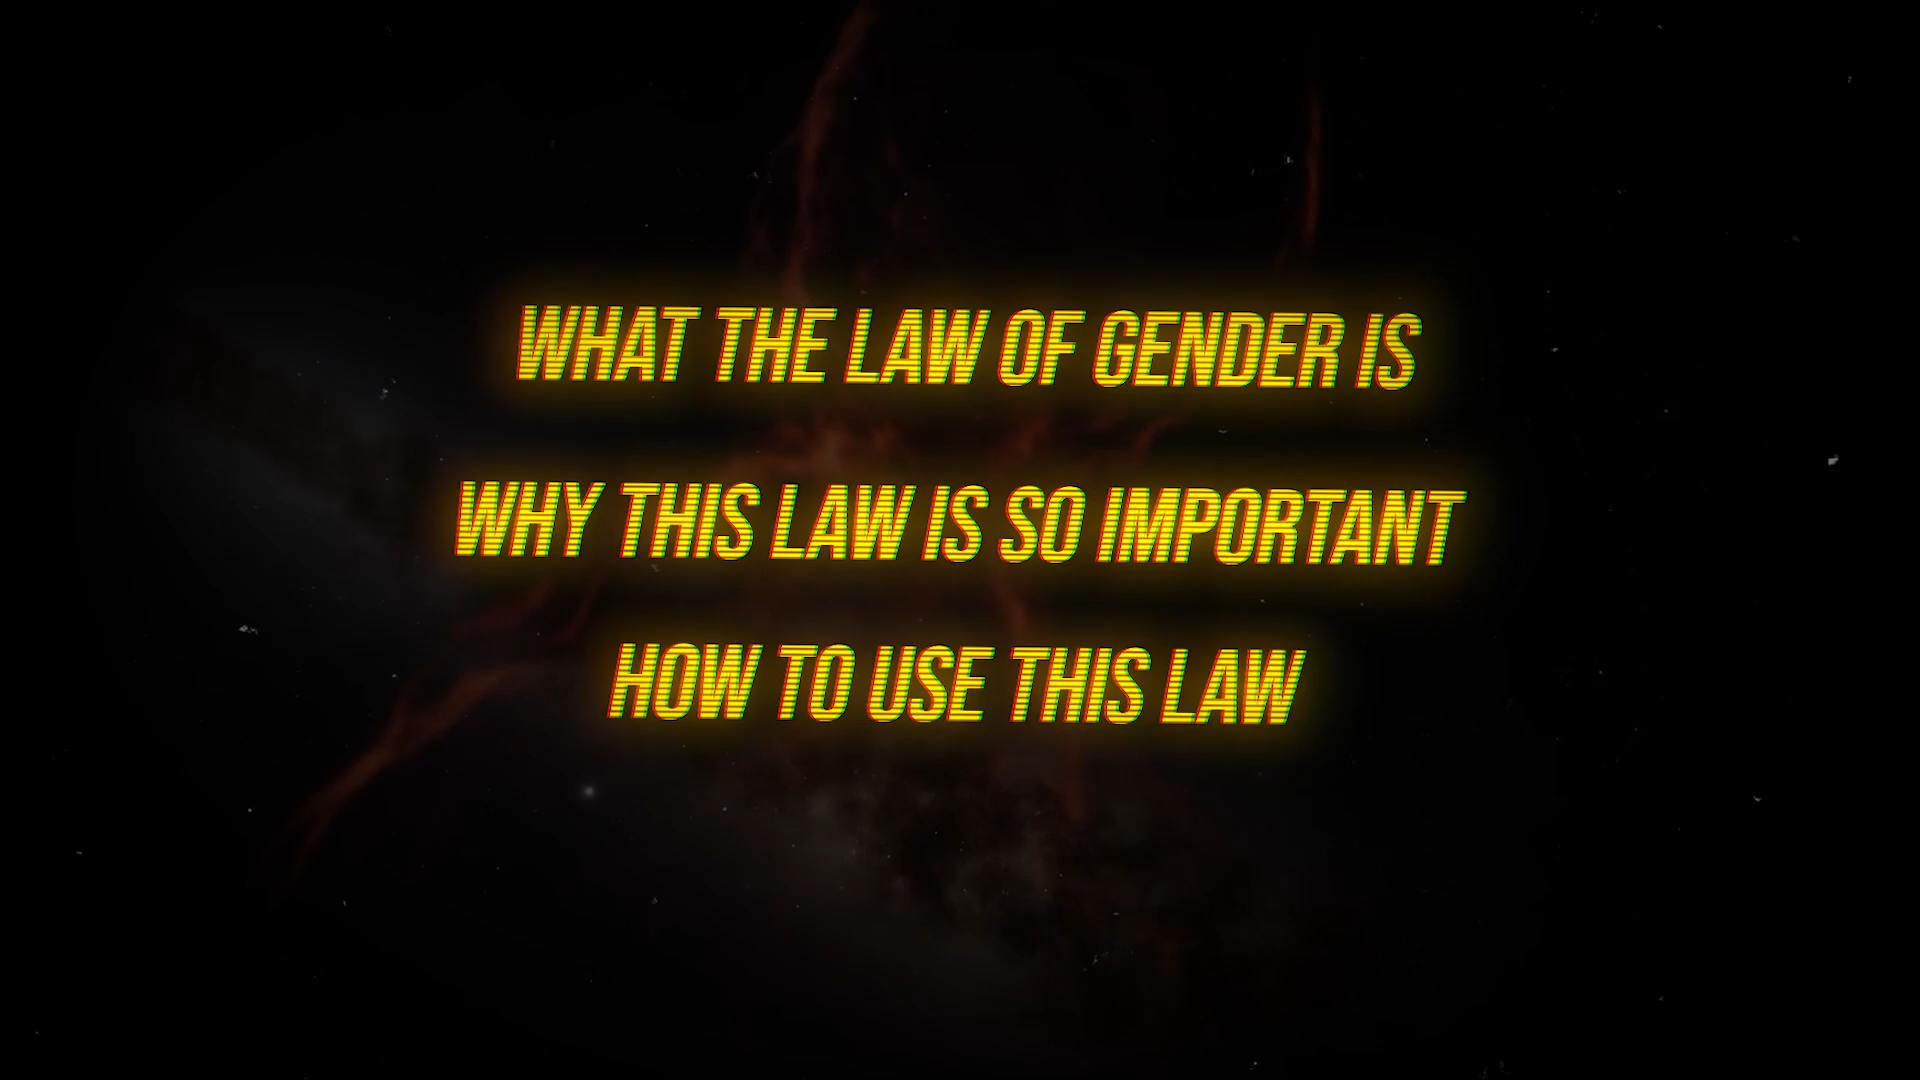 WHAT THE LAW OF GENDER IS
WHY THIS LAW IS SO IMPORTANT
HOW TO USE THIS LAW